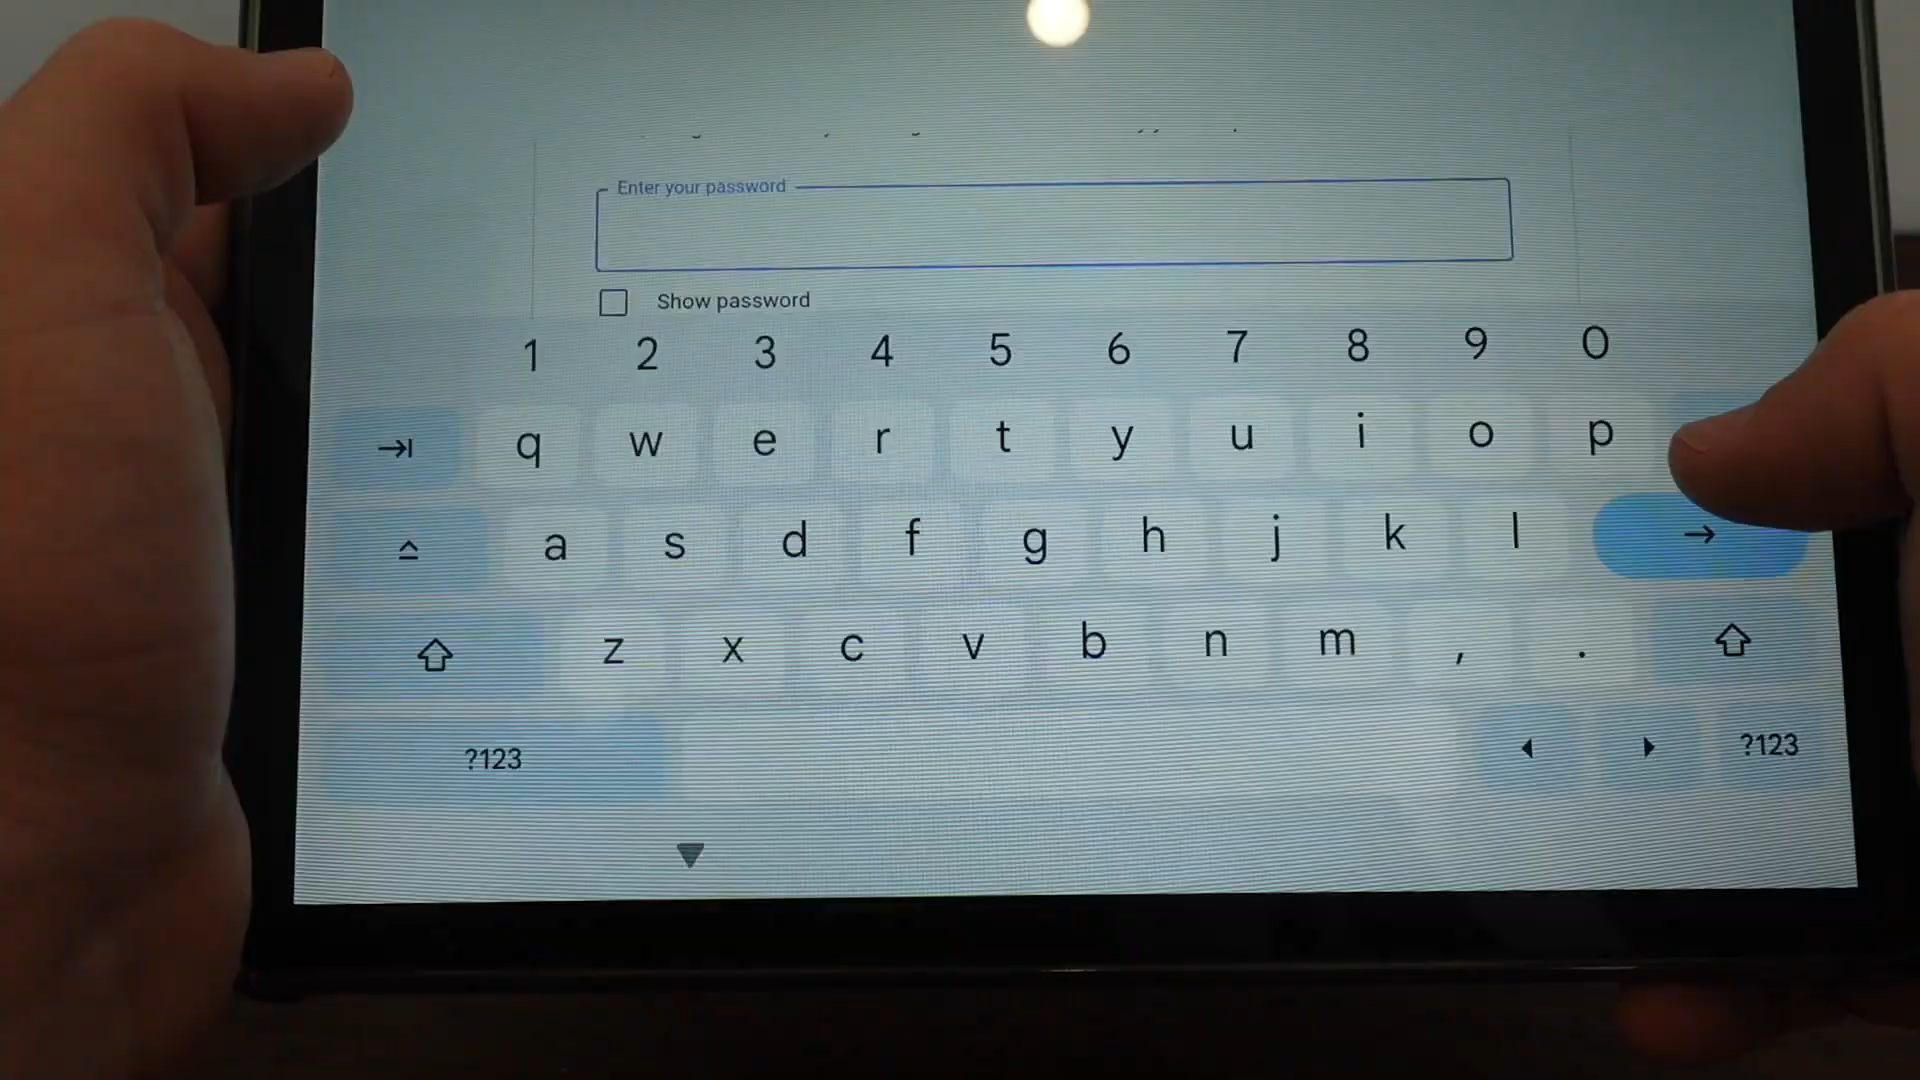 Enter your password
Show password
1 2 3 4 5 6 7 8 9 0
q w e r t y u i o p
a s d f g h j k l
z x c v b n m , .
?123 ?123